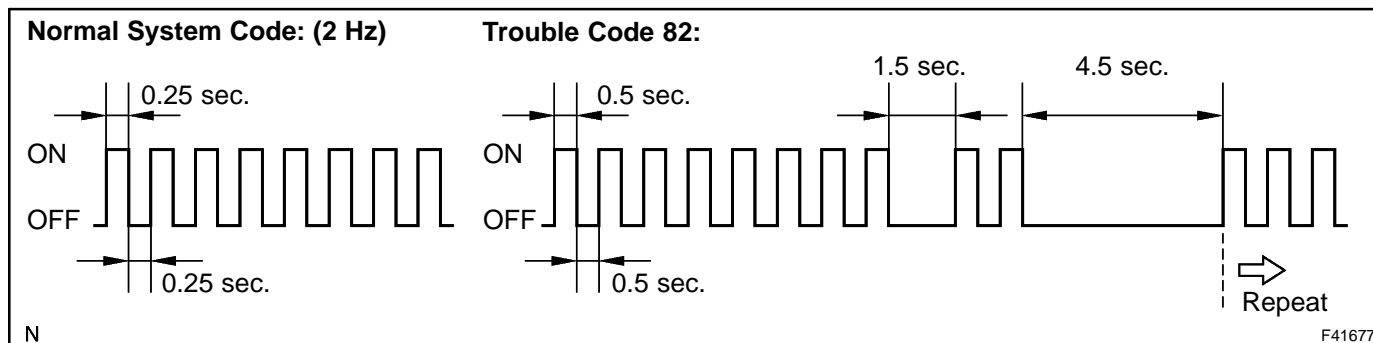 Normal System Code: (2 Hz)
Trouble Code 82:
0.25 sec.
ON
OFF
0.25 sec.
0.5 sec.
1.5 sec.
4.5 sec.
ON
OFF
0.5 sec.
Repeat
N
F41677